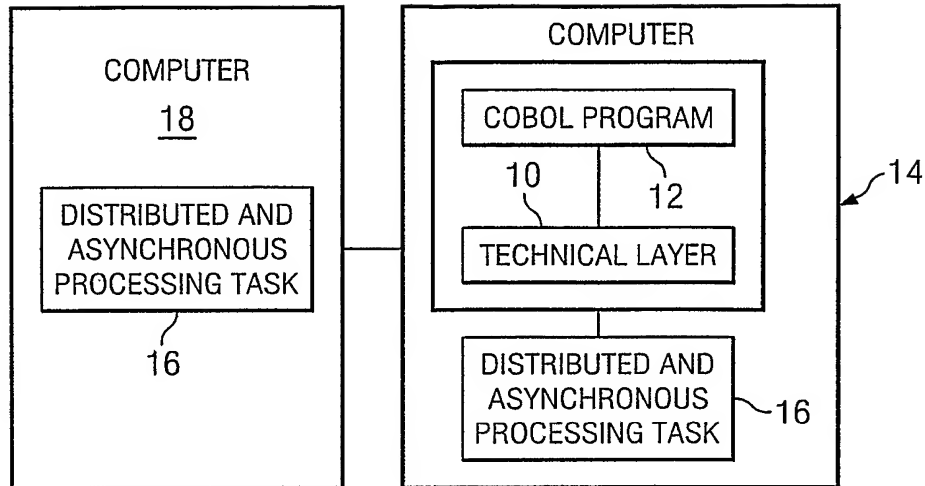 COMPUTER
18
DISTRIBUTED AND
ASYNCHRONOUS
PROCESSING TASK
16
COMPUTER
COBOL PROGRAM
10
12
TECHNICAL LAYER
14
DISTRIBUTED AND
ASYNCHRONOUS
PROCESSING TASK
16